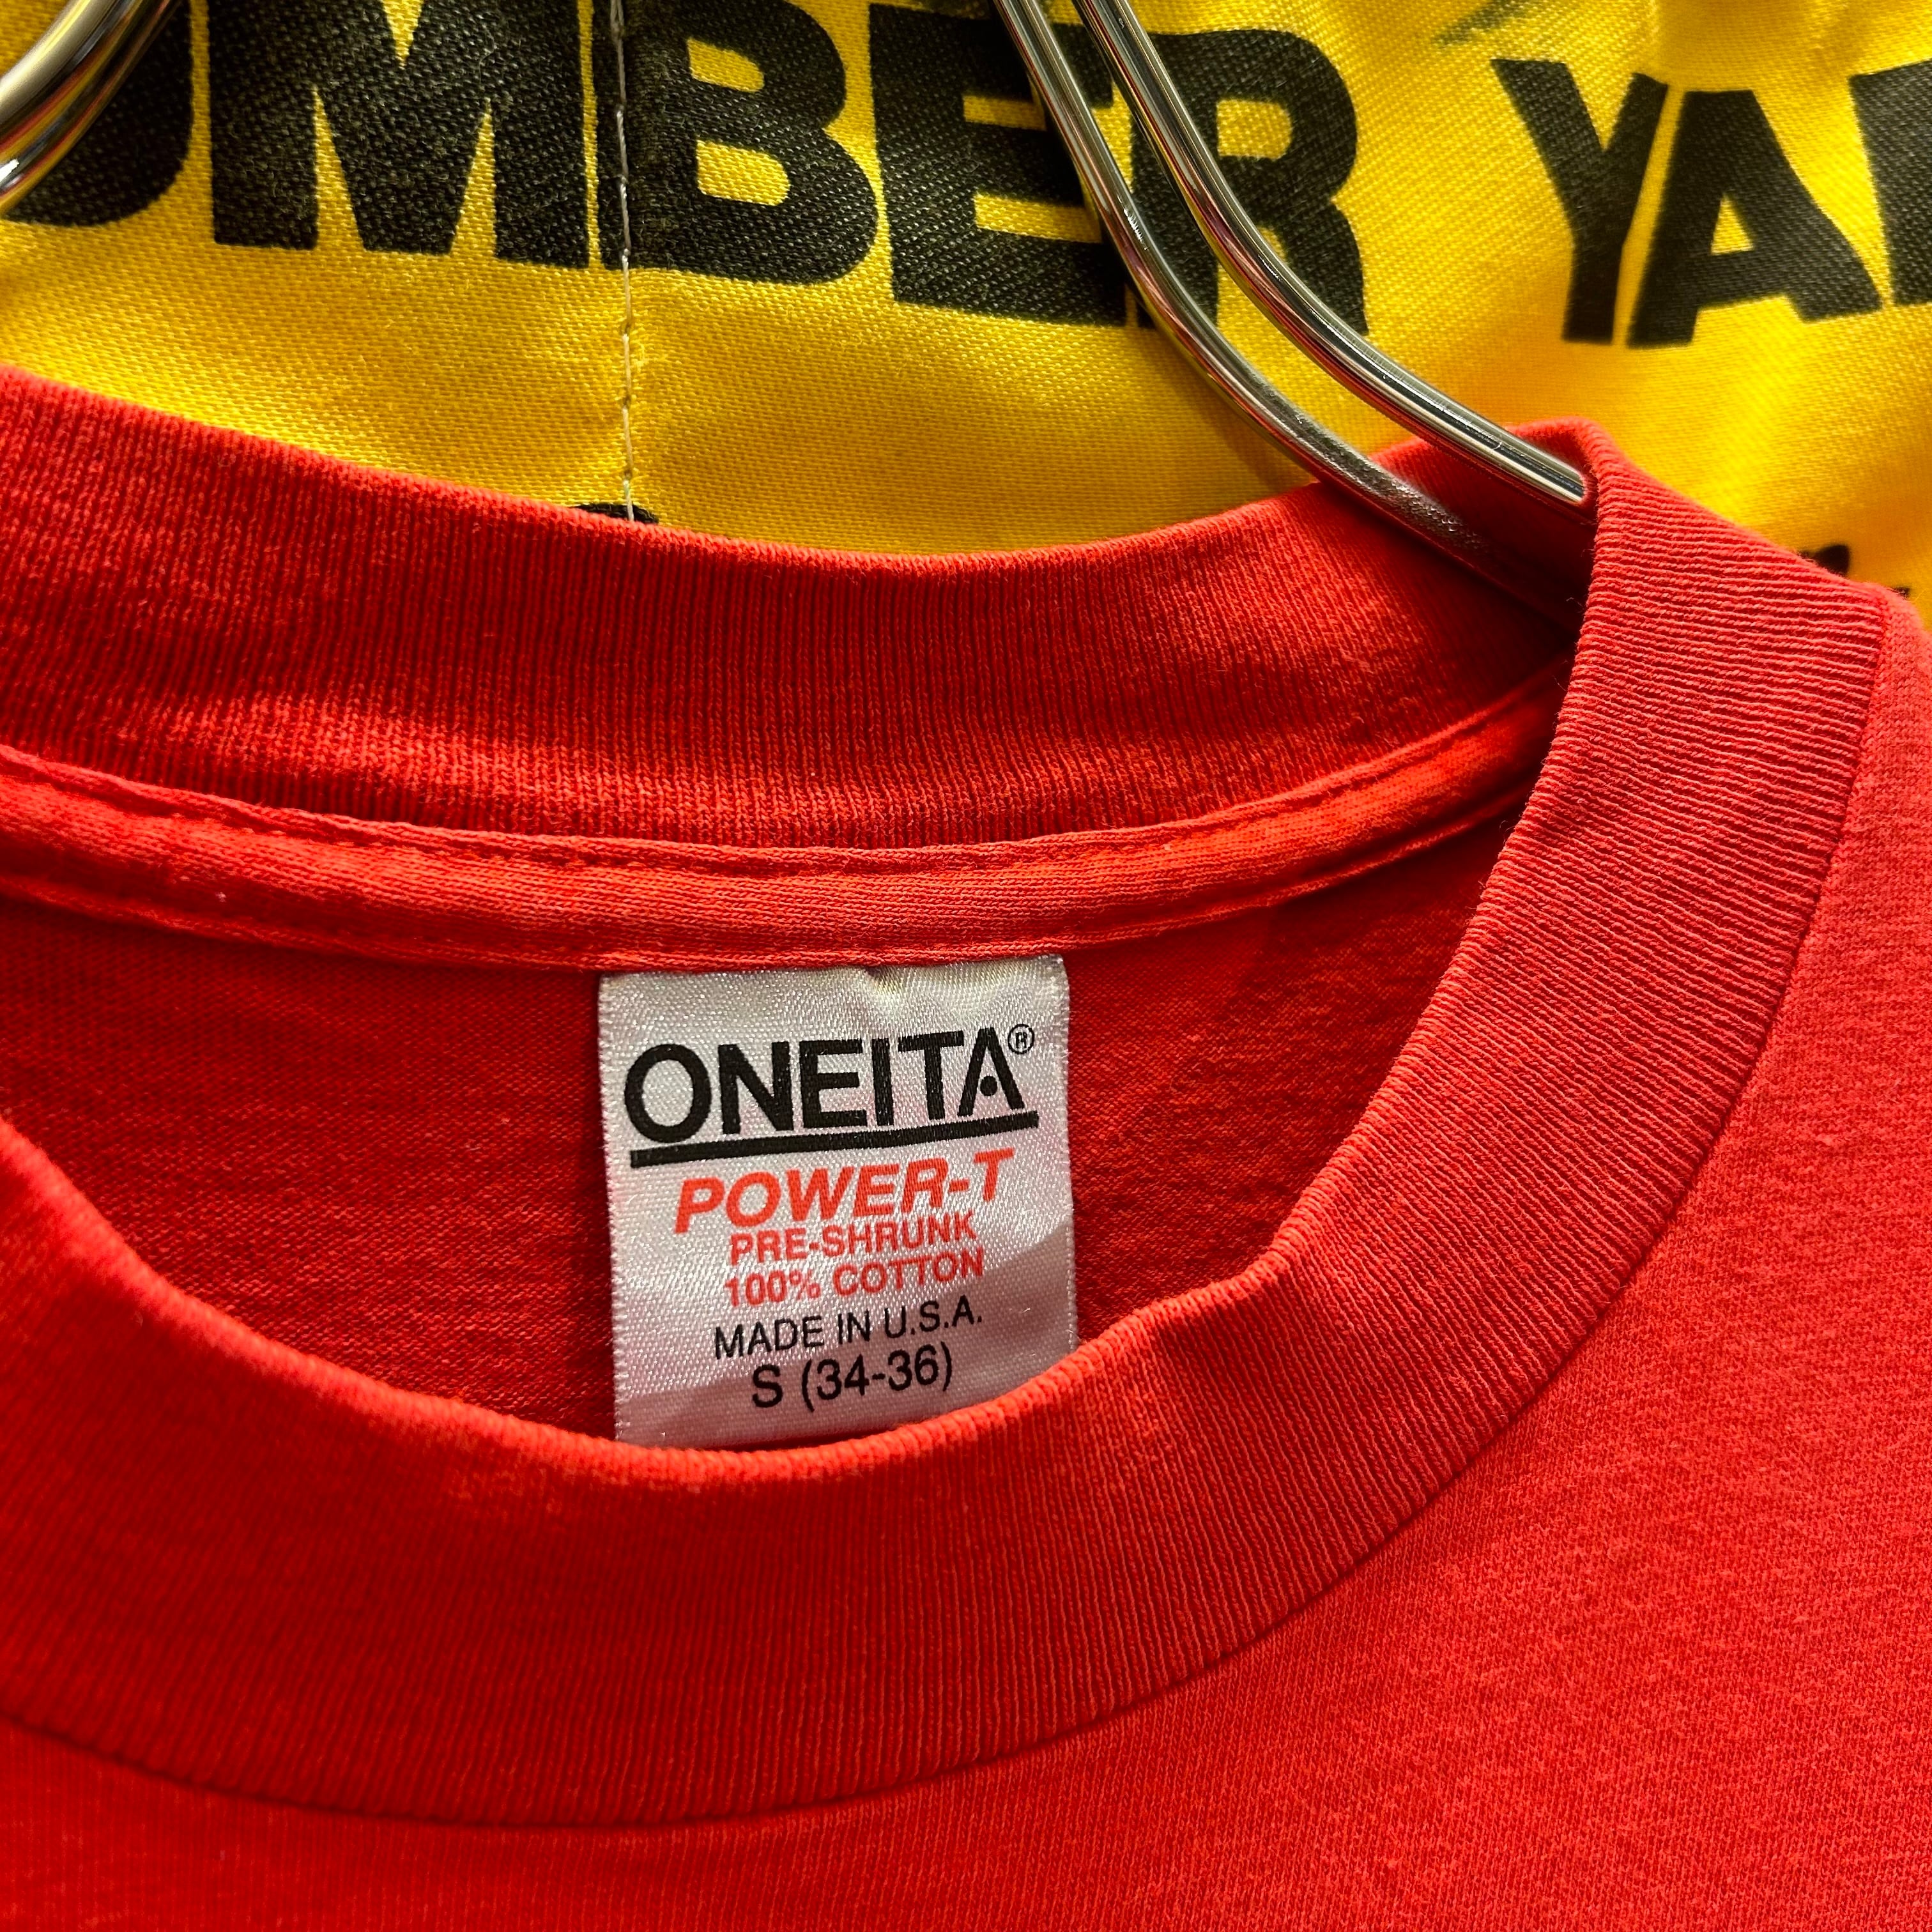 UMBER YA
ONEITA®
POWER-T
PRE-SHRUNK
100% COTTON
MADE IN U.S.A.
S (34-36)